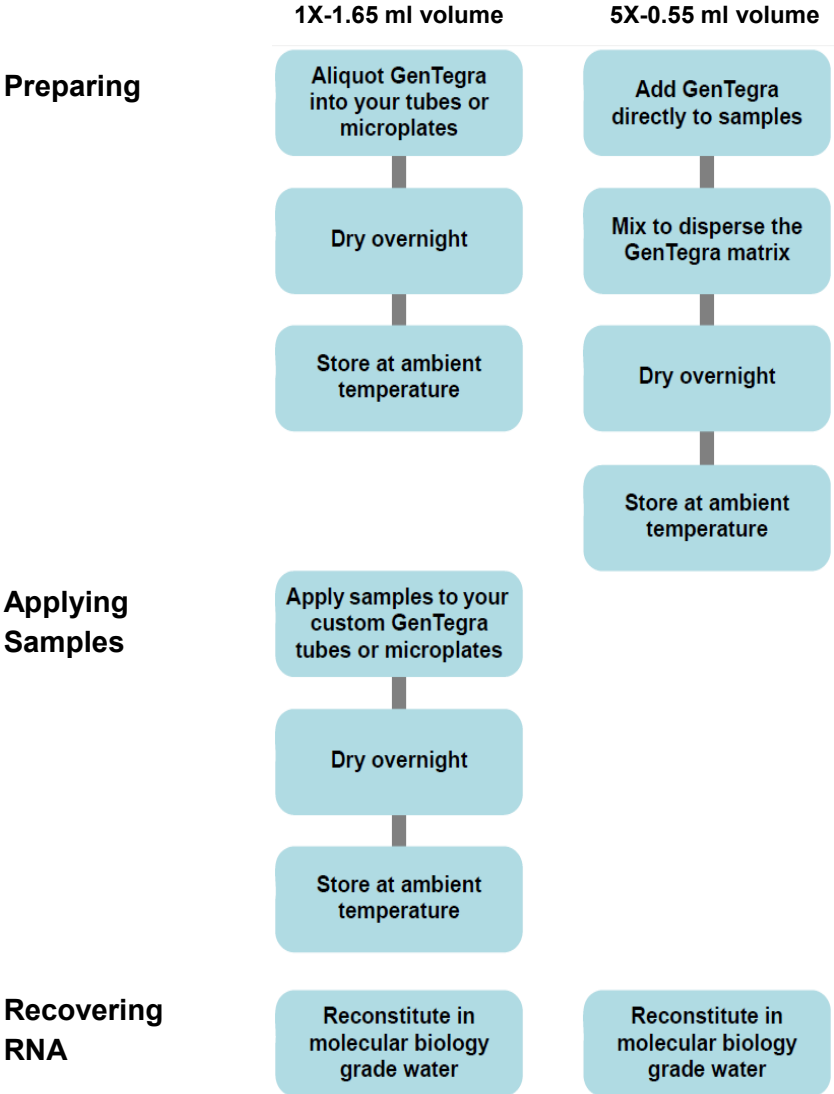 1X-1.65 ml volume
5X-0.55 ml volume
Preparing
Aliquot GenTegra
into your tubes or
microplates
Dry overnight
Store at ambient
temperature
Add GenTegra
directly to samples
Mix to disperse the
GenTegra matrix
Dry overnight
Store at ambient
temperature
Applying
Samples
Apply samples to your
custom GenTegra
tubes or microplates
Dry overnight
Store at ambient
temperature
Recovering
RNA
Reconstitute in
molecular biology
grade water
Reconstitute in
molecular biology
grade water